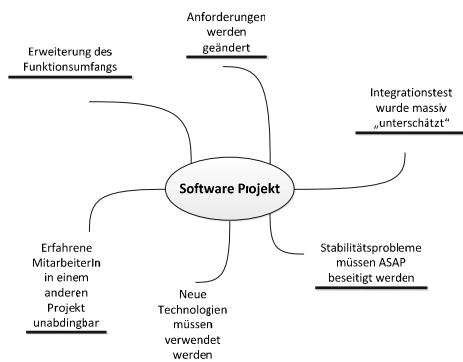 Anforderungen
werden
geändert
Erweiterung des
Funktionsumfangs
Integrationstest
wurde massiv
„unterschätzt“
Software Projekt
Erfahrene
MitarbeiterIn
in einem
anderen
Projekt
unabdingbar
Neue
Technologien
müssen
verwendet
werden
Stabilitätsprobleme
müssen ASAP
beseitigt werden